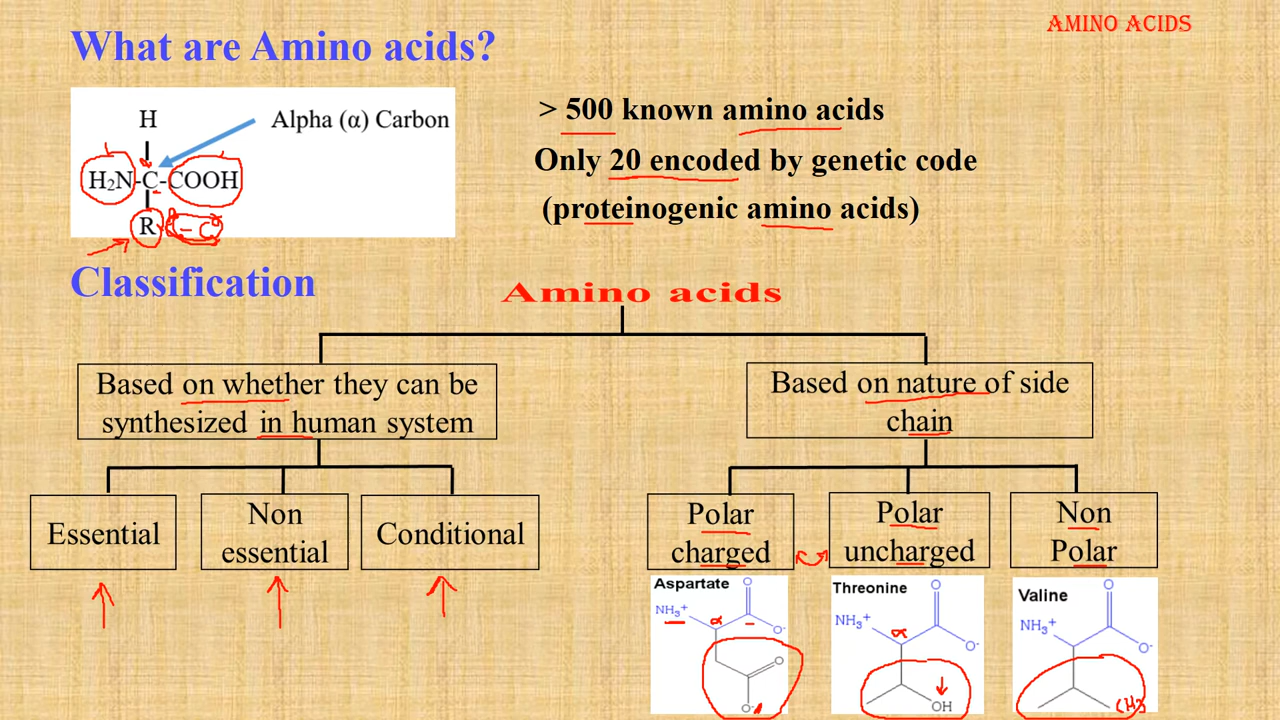 AMINO ACIDS
What are Amino acids?
H
Alpha (α) Carbon
H₂N-C-COOH
α
R
> 500 known amino acids
Only 20 encoded by genetic code
(proteinogenic amino acids)
Classification
Amino acids
Based on whether they can be
synthesized in human system
Based on nature of side
chain
Essential
Non
essential
Conditional
Polar
charged
Polar
uncharged
Non
Polar
Aspartate
O
NH₃⁺
α
O⁻
O
O⁻
Threonine
O
NH₃⁺
α
O⁻
OH
Valine
O
NH₃⁺
O⁻
CH₃